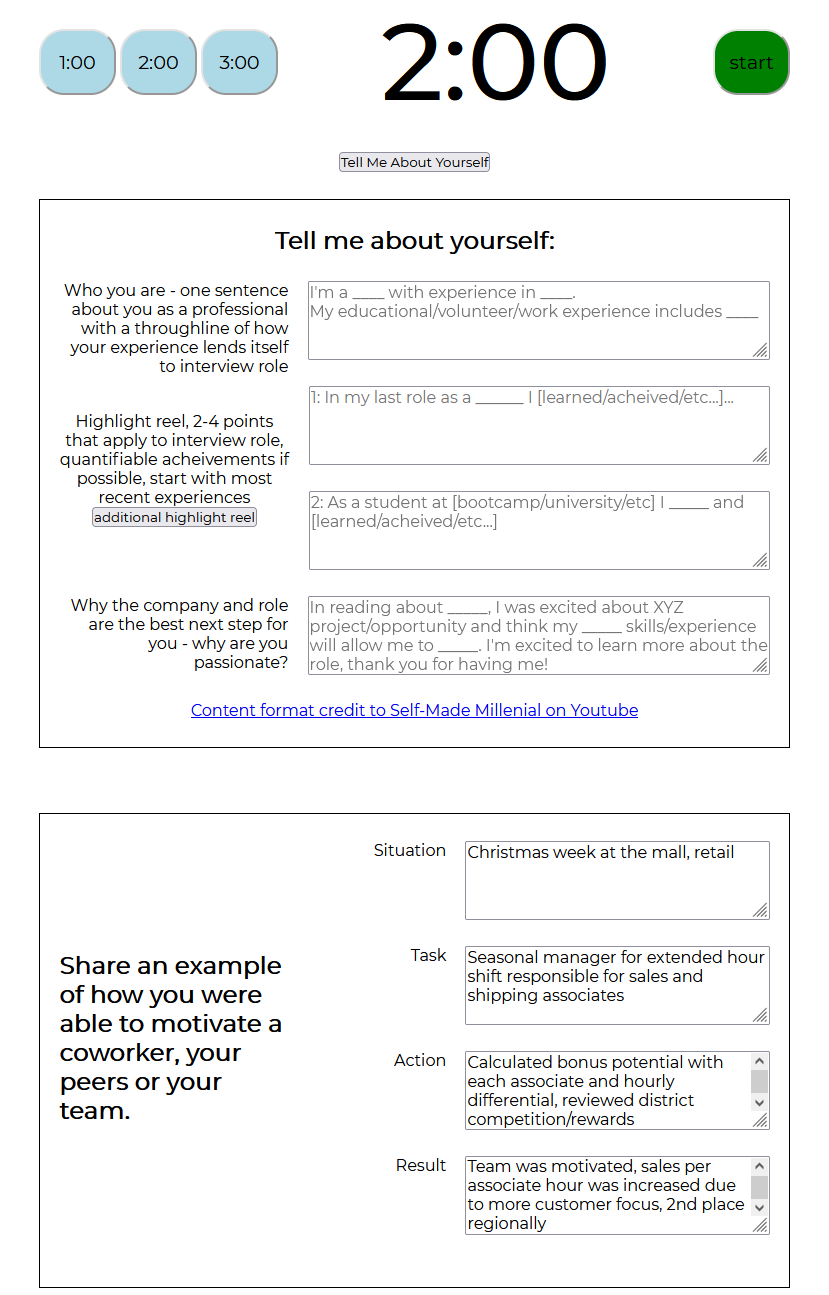 1:00 2:00 3:00 2:00 start
Tell Me About Yourself
Tell me about yourself:
Who you are - one sentence
about you as a professional
with a throughline of how
your experience lends itself
to interview role
I'm a ____ with experience in ____.
My educational/volunteer/work experience includes ____
Highlight reel, 2-4 points
that apply to interview role,
quantifiable acheivements if
possible, start with most
recent experiences
additional highlight reel
1: In my last role as a ______ I [learned/acheived/etc...]...
2: As a student at [bootcamp/university/etc] I _____ and
[learned/acheived/etc...]
Why the company and role
are the best next step for
you - why are you
passionate?
In reading about _____, I was excited about XYZ
project/opportunity and think my _____ skills/experience
will allow me to _____. I'm excited to learn more about the
role, thank you for having me!
Content format credit to Self-Made Millenial on Youtube
Share an example
of how you were
able to motivate a
coworker, your
peers or your
team.
Situation
Christmas week at the mall, retail
Task
Seasonal manager for extended hour
shift responsible for sales and
shipping associates
Action
Calculated bonus potential with
each associate and hourly
differential, reviewed district
competition/rewards
Result
Team was motivated, sales per
associate hour was increased due
to more customer focus, 2nd place
regionally